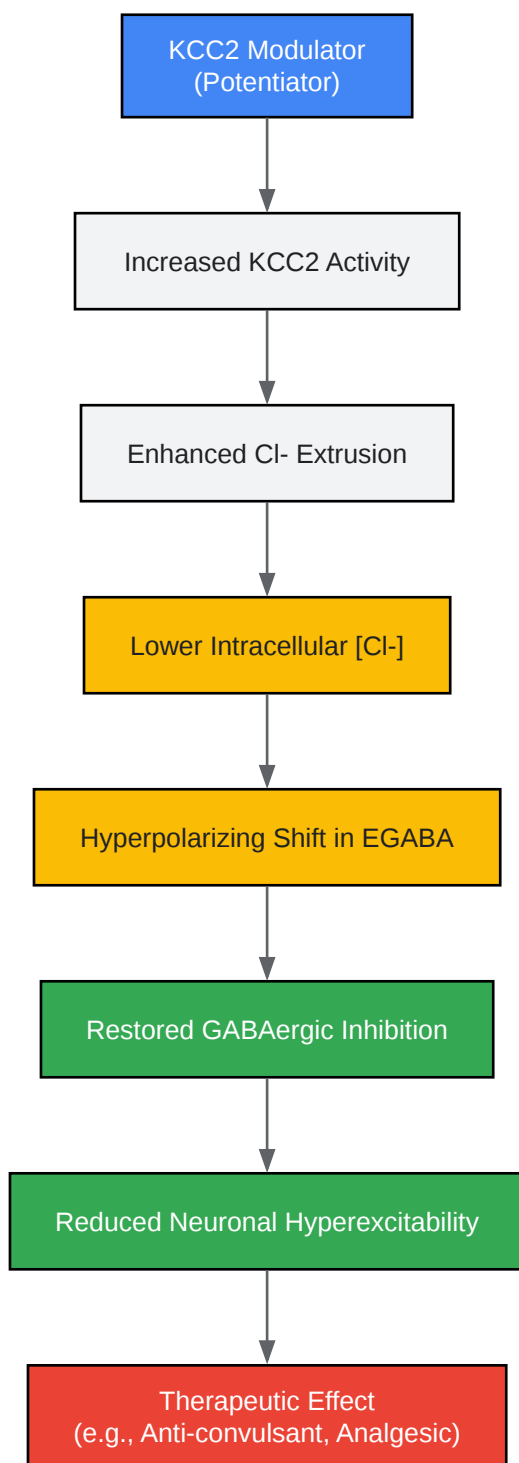 KCC2 Modulator
(Potentiator)
Increased KCC2 Activity
Enhanced Cl- Extrusion
Lower Intracellular [Cl-]
Hyperpolarizing Shift in EGABA
Restored GABAergic Inhibition
Reduced Neuronal Hyperexcitability
Therapeutic Effect
(e.g., Anti-convulsant, Analgesic)